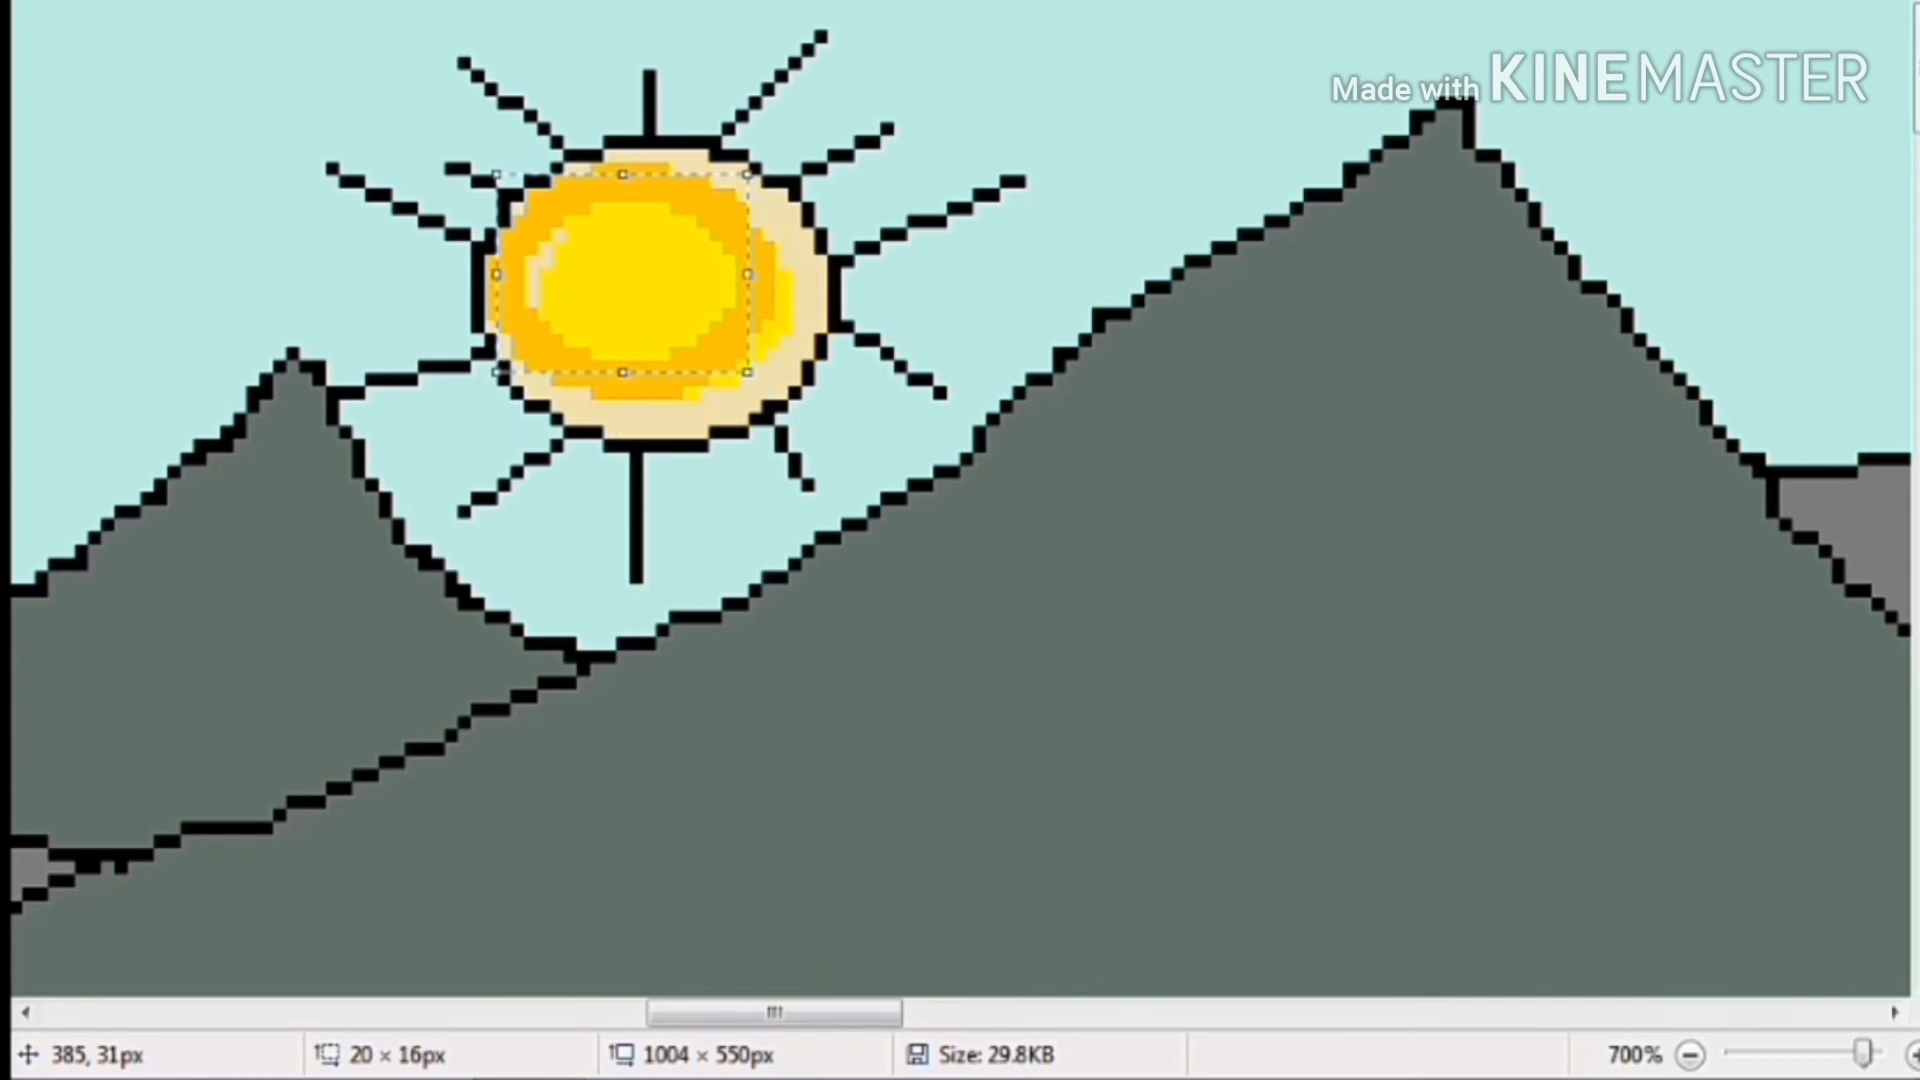 Made with KINEMASTER
385, 31px
20 × 16px
1004 × 550px
Size: 29.8KB
700%